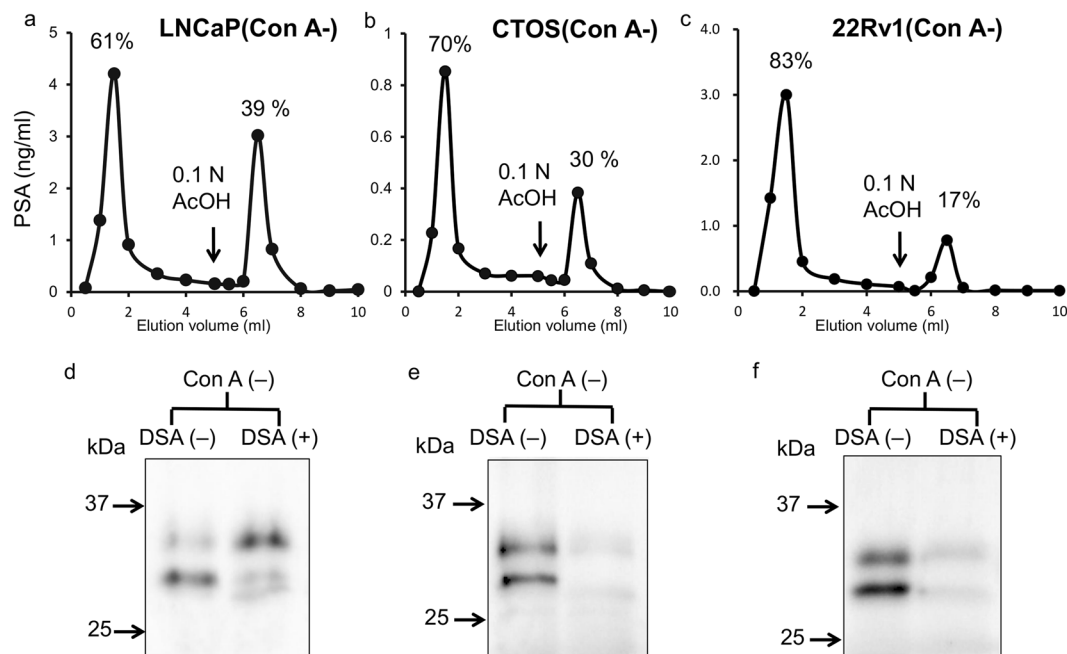 a
LNCaP(Con A-)
PSA (ng/ml)
5
4
3
2
1
0
61%
39 %
0.1 N
AcOH
0 2 4 6 8 10
Elution volume (ml)
b
CTOS(Con A-)
1
0.8
0.6
0.4
0.2
0
70%
30 %
0.1 N
AcOH
0 2 4 6 8 10
Elution volume (ml)
c
22Rv1(Con A-)
4.0
3.0
2.0
1.0
0.0
83%
17%
0.1 N
AcOH
0 2 4 6 8 10
Elution volume (ml)
d
Con A (–)
kDa
DSA (–) DSA (+)
37
25
e
Con A (–)
kDa
DSA (–) DSA (+)
37
25
f
Con A (–)
kDa
DSA (–) DSA (+)
37
25